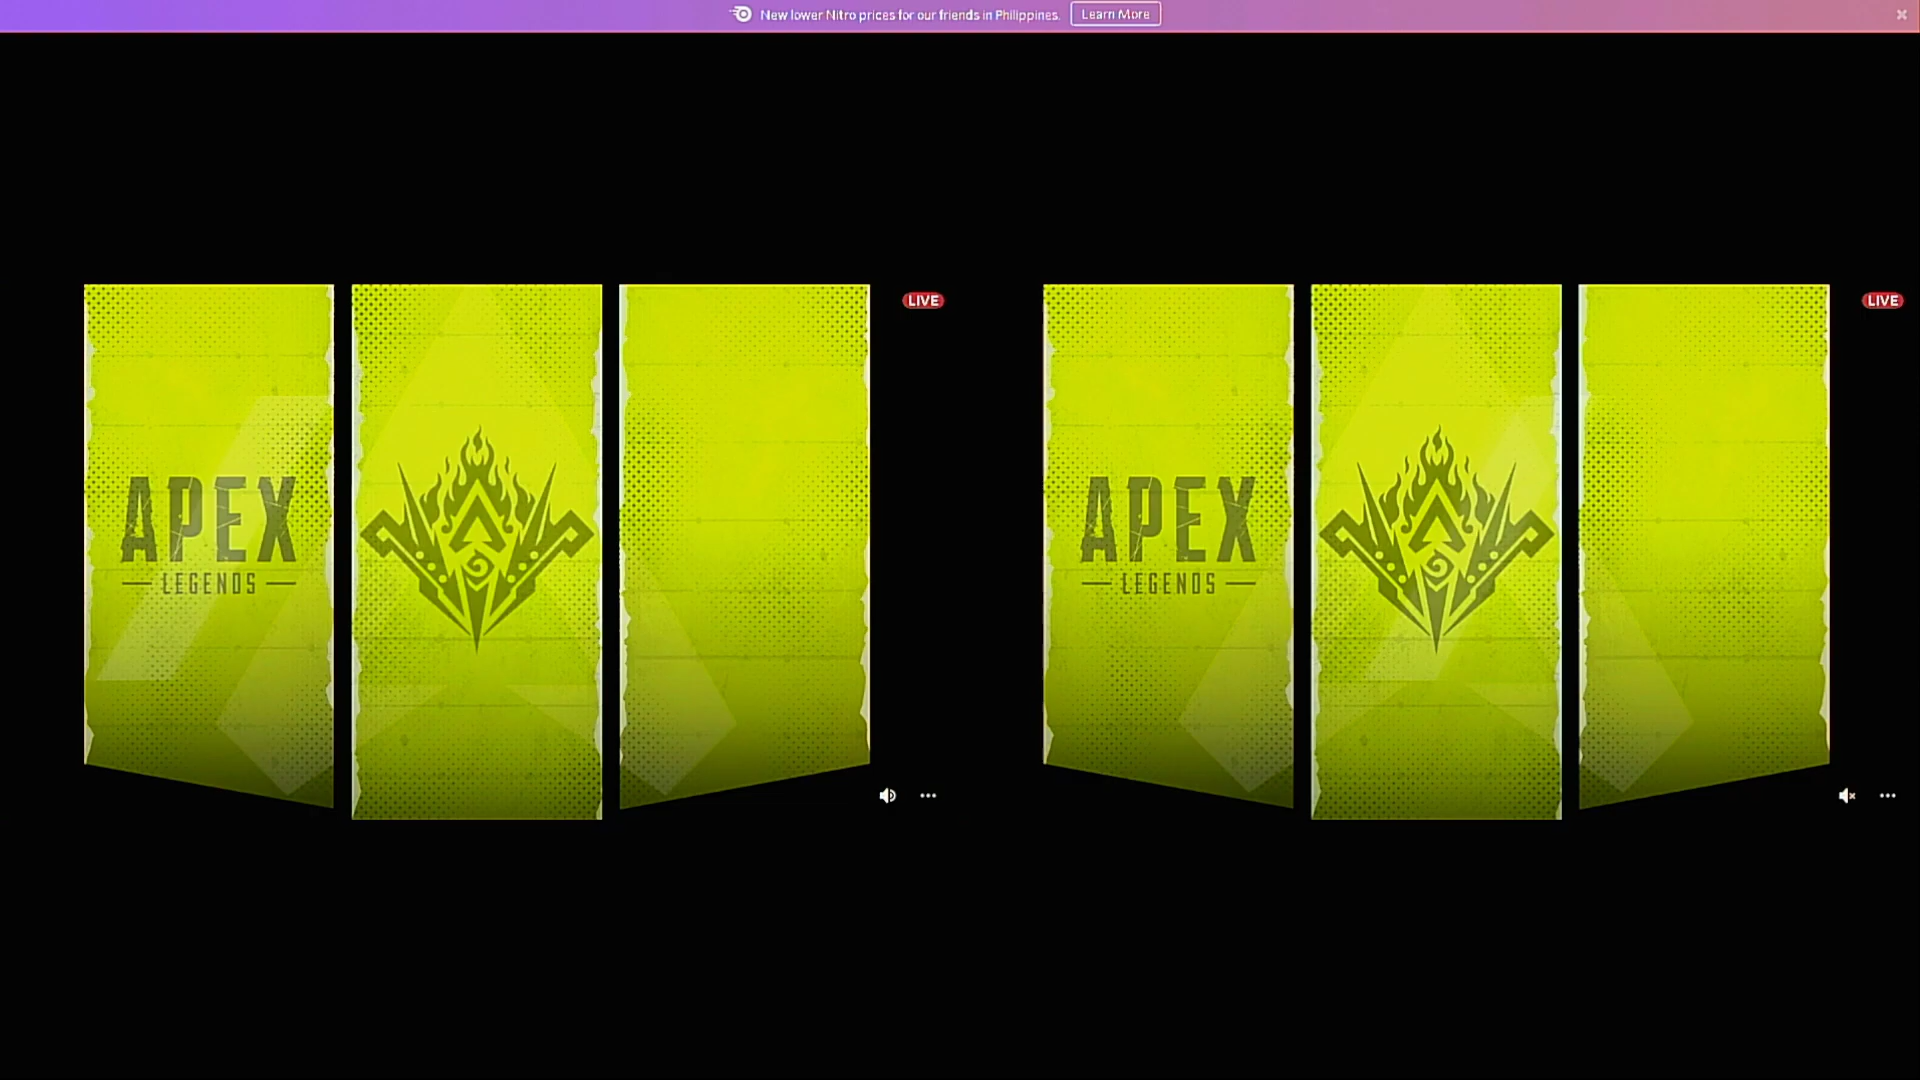 New lower Nitro prices for our friends in Philippines. Learn More
LIVE
LIVE
APEX
LEGENDS
APEX
LEGENDS